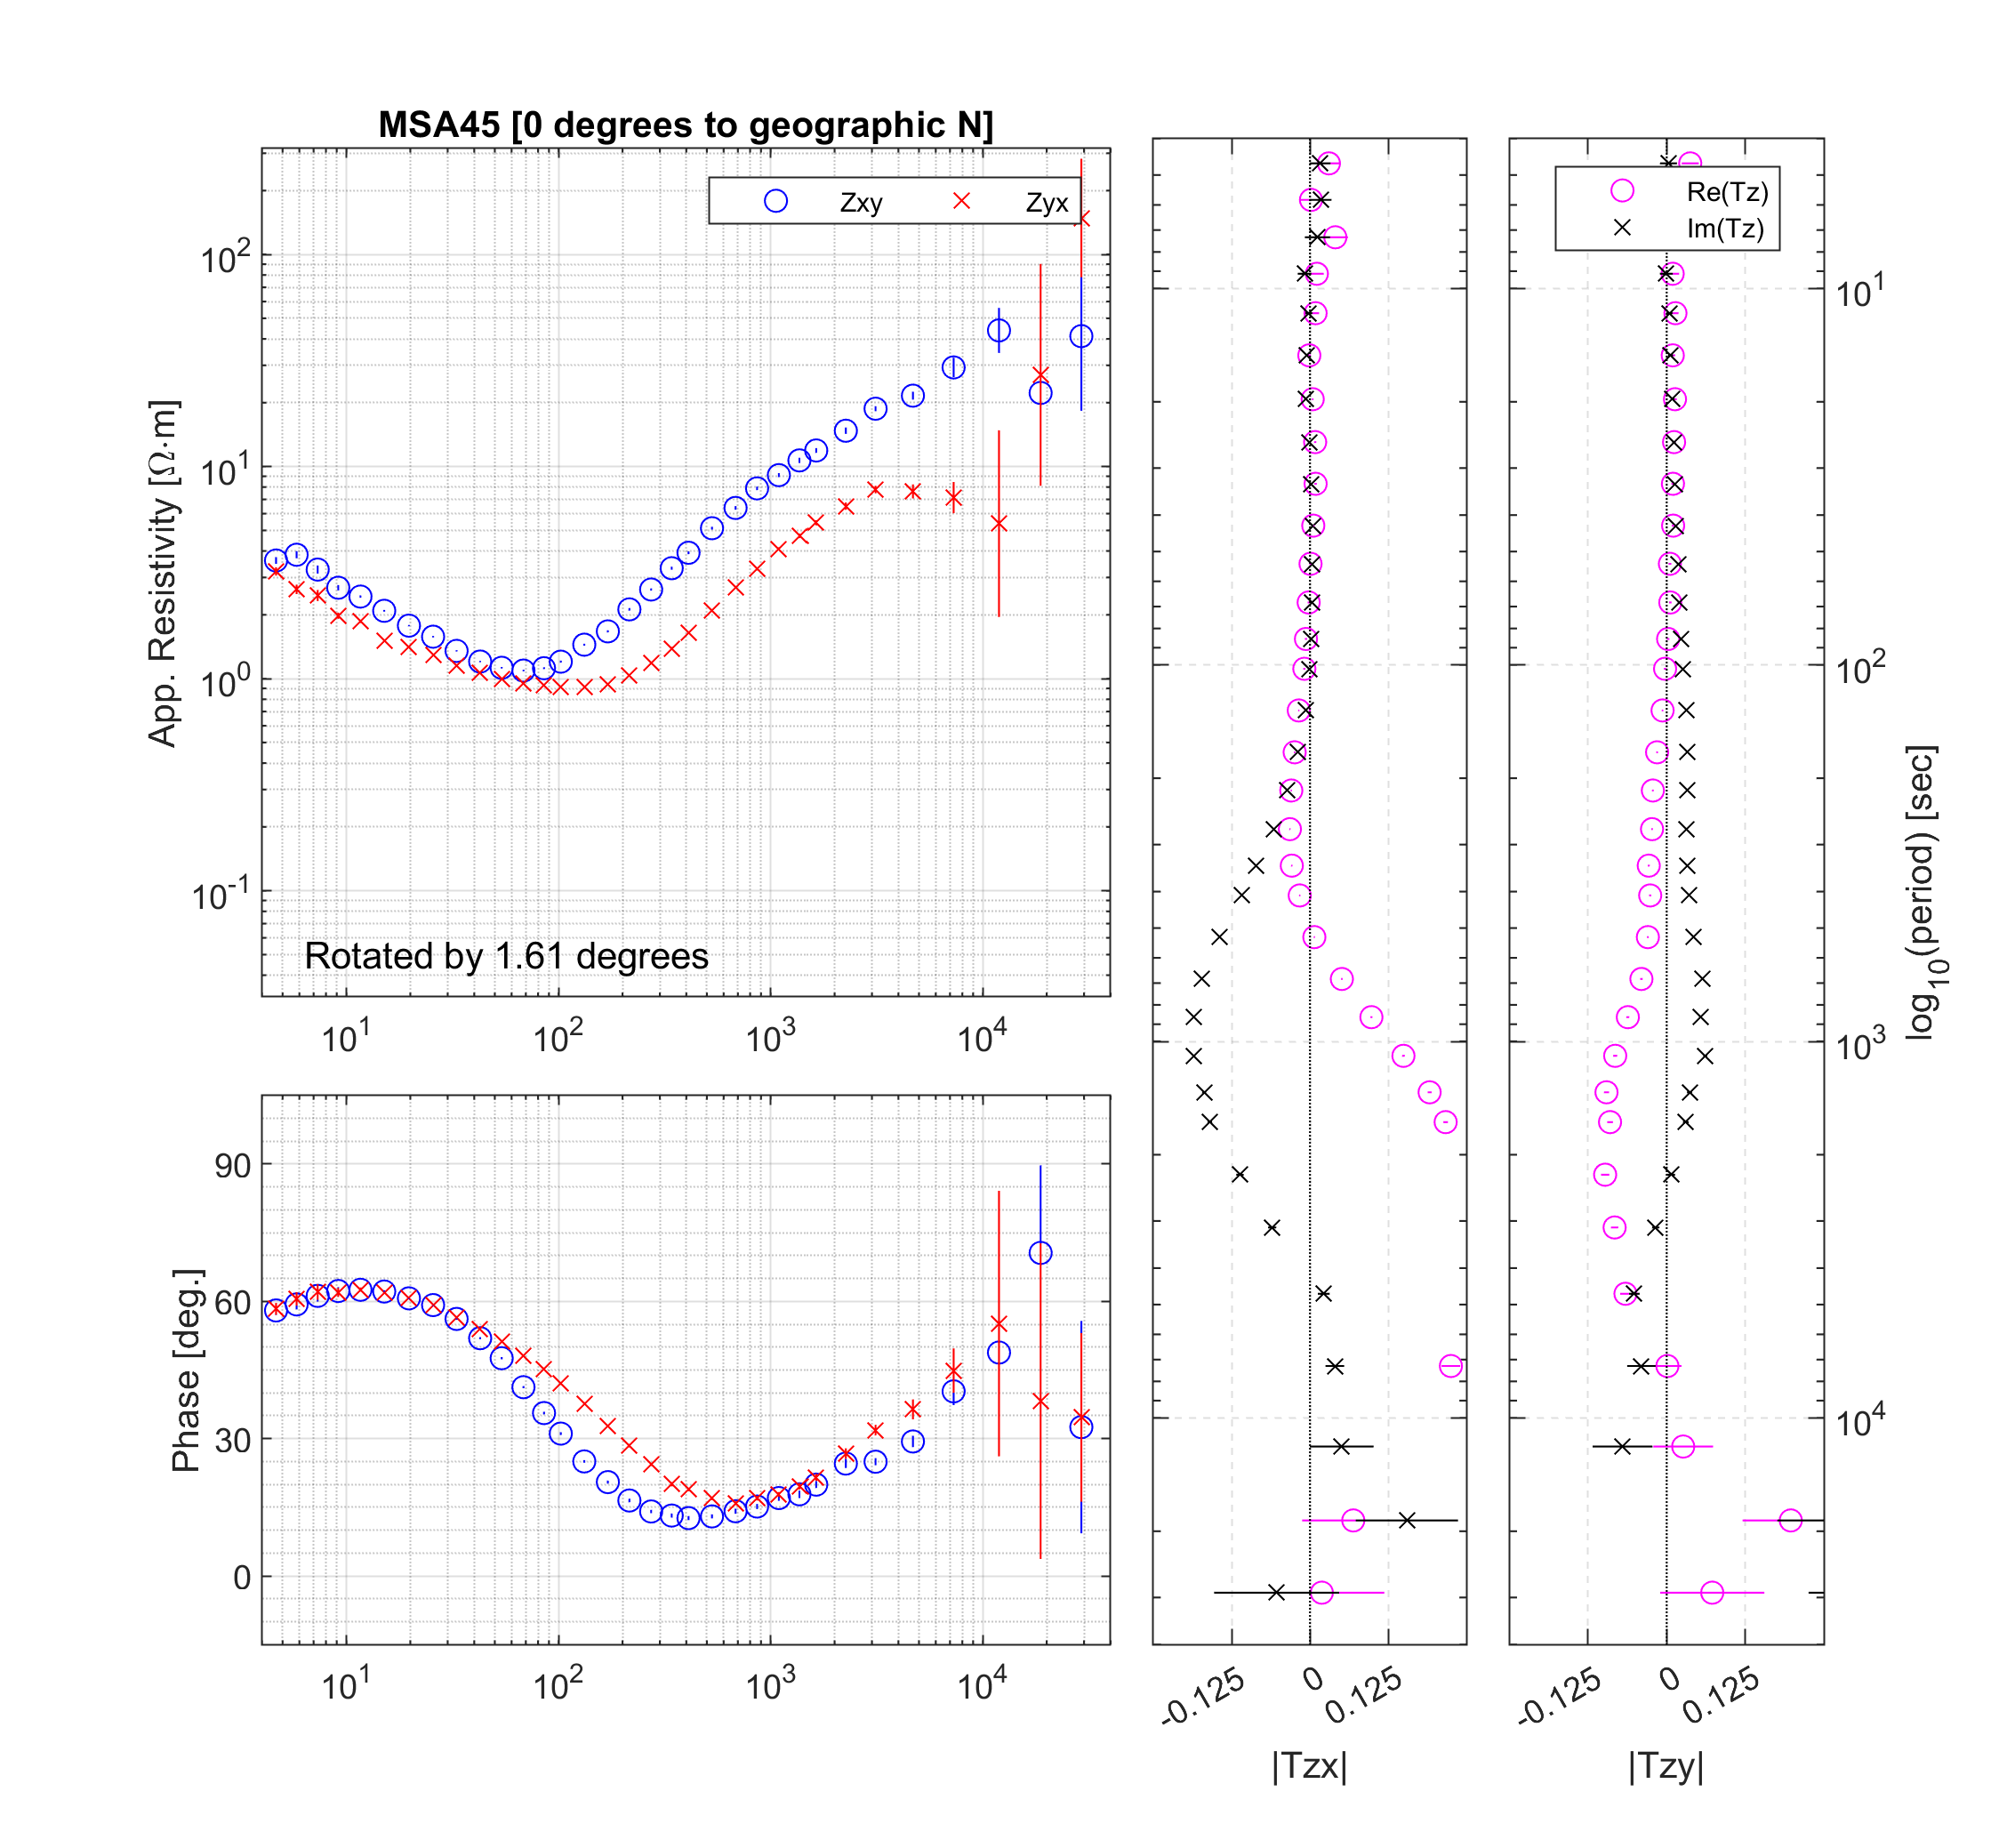 MSA45 [0 degrees to geographic N]
Zxy Zyx
App. Resistivity [Ω·m]
10^2
10^1
10^0
10^-1
Rotated by 1.61 degrees
10^1 10^2 10^3 10^4
Phase [deg.]
90
60
30
0
10^1 10^2 10^3 10^4
-0.125 0 0.125
|Tzx|
Re(Tz)
Im(Tz)
10^1
10^2
10^3
10^4
log_10(period) [sec]
-0.125 0 0.125
|Tzy|